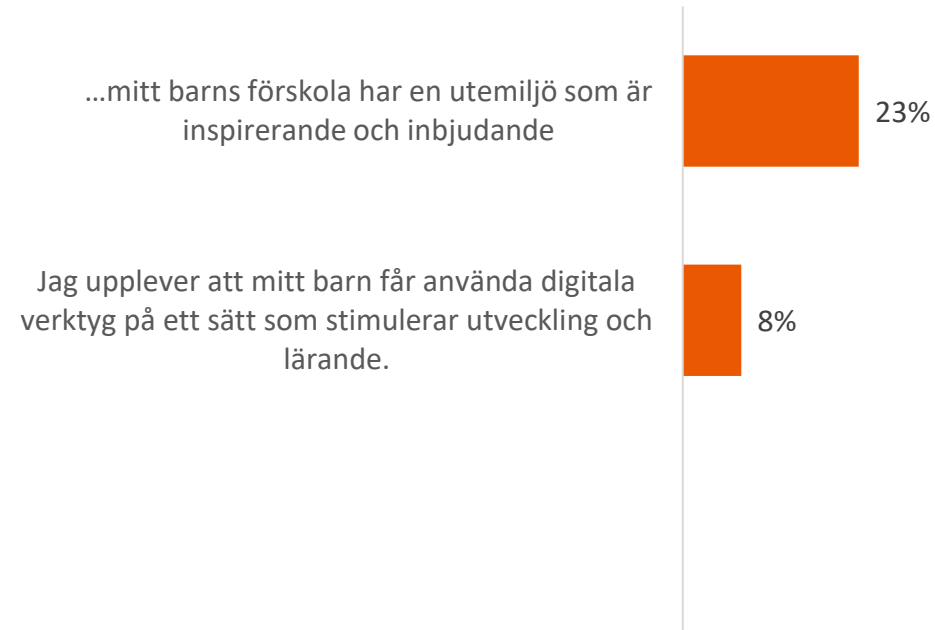 …mitt barns förskola har en utemiljö som är
inspirerande och inbjudande
23%
Jag upplever att mitt barn får använda digitala
verktyg på ett sätt som stimulerar utveckling och
lärande.
8%